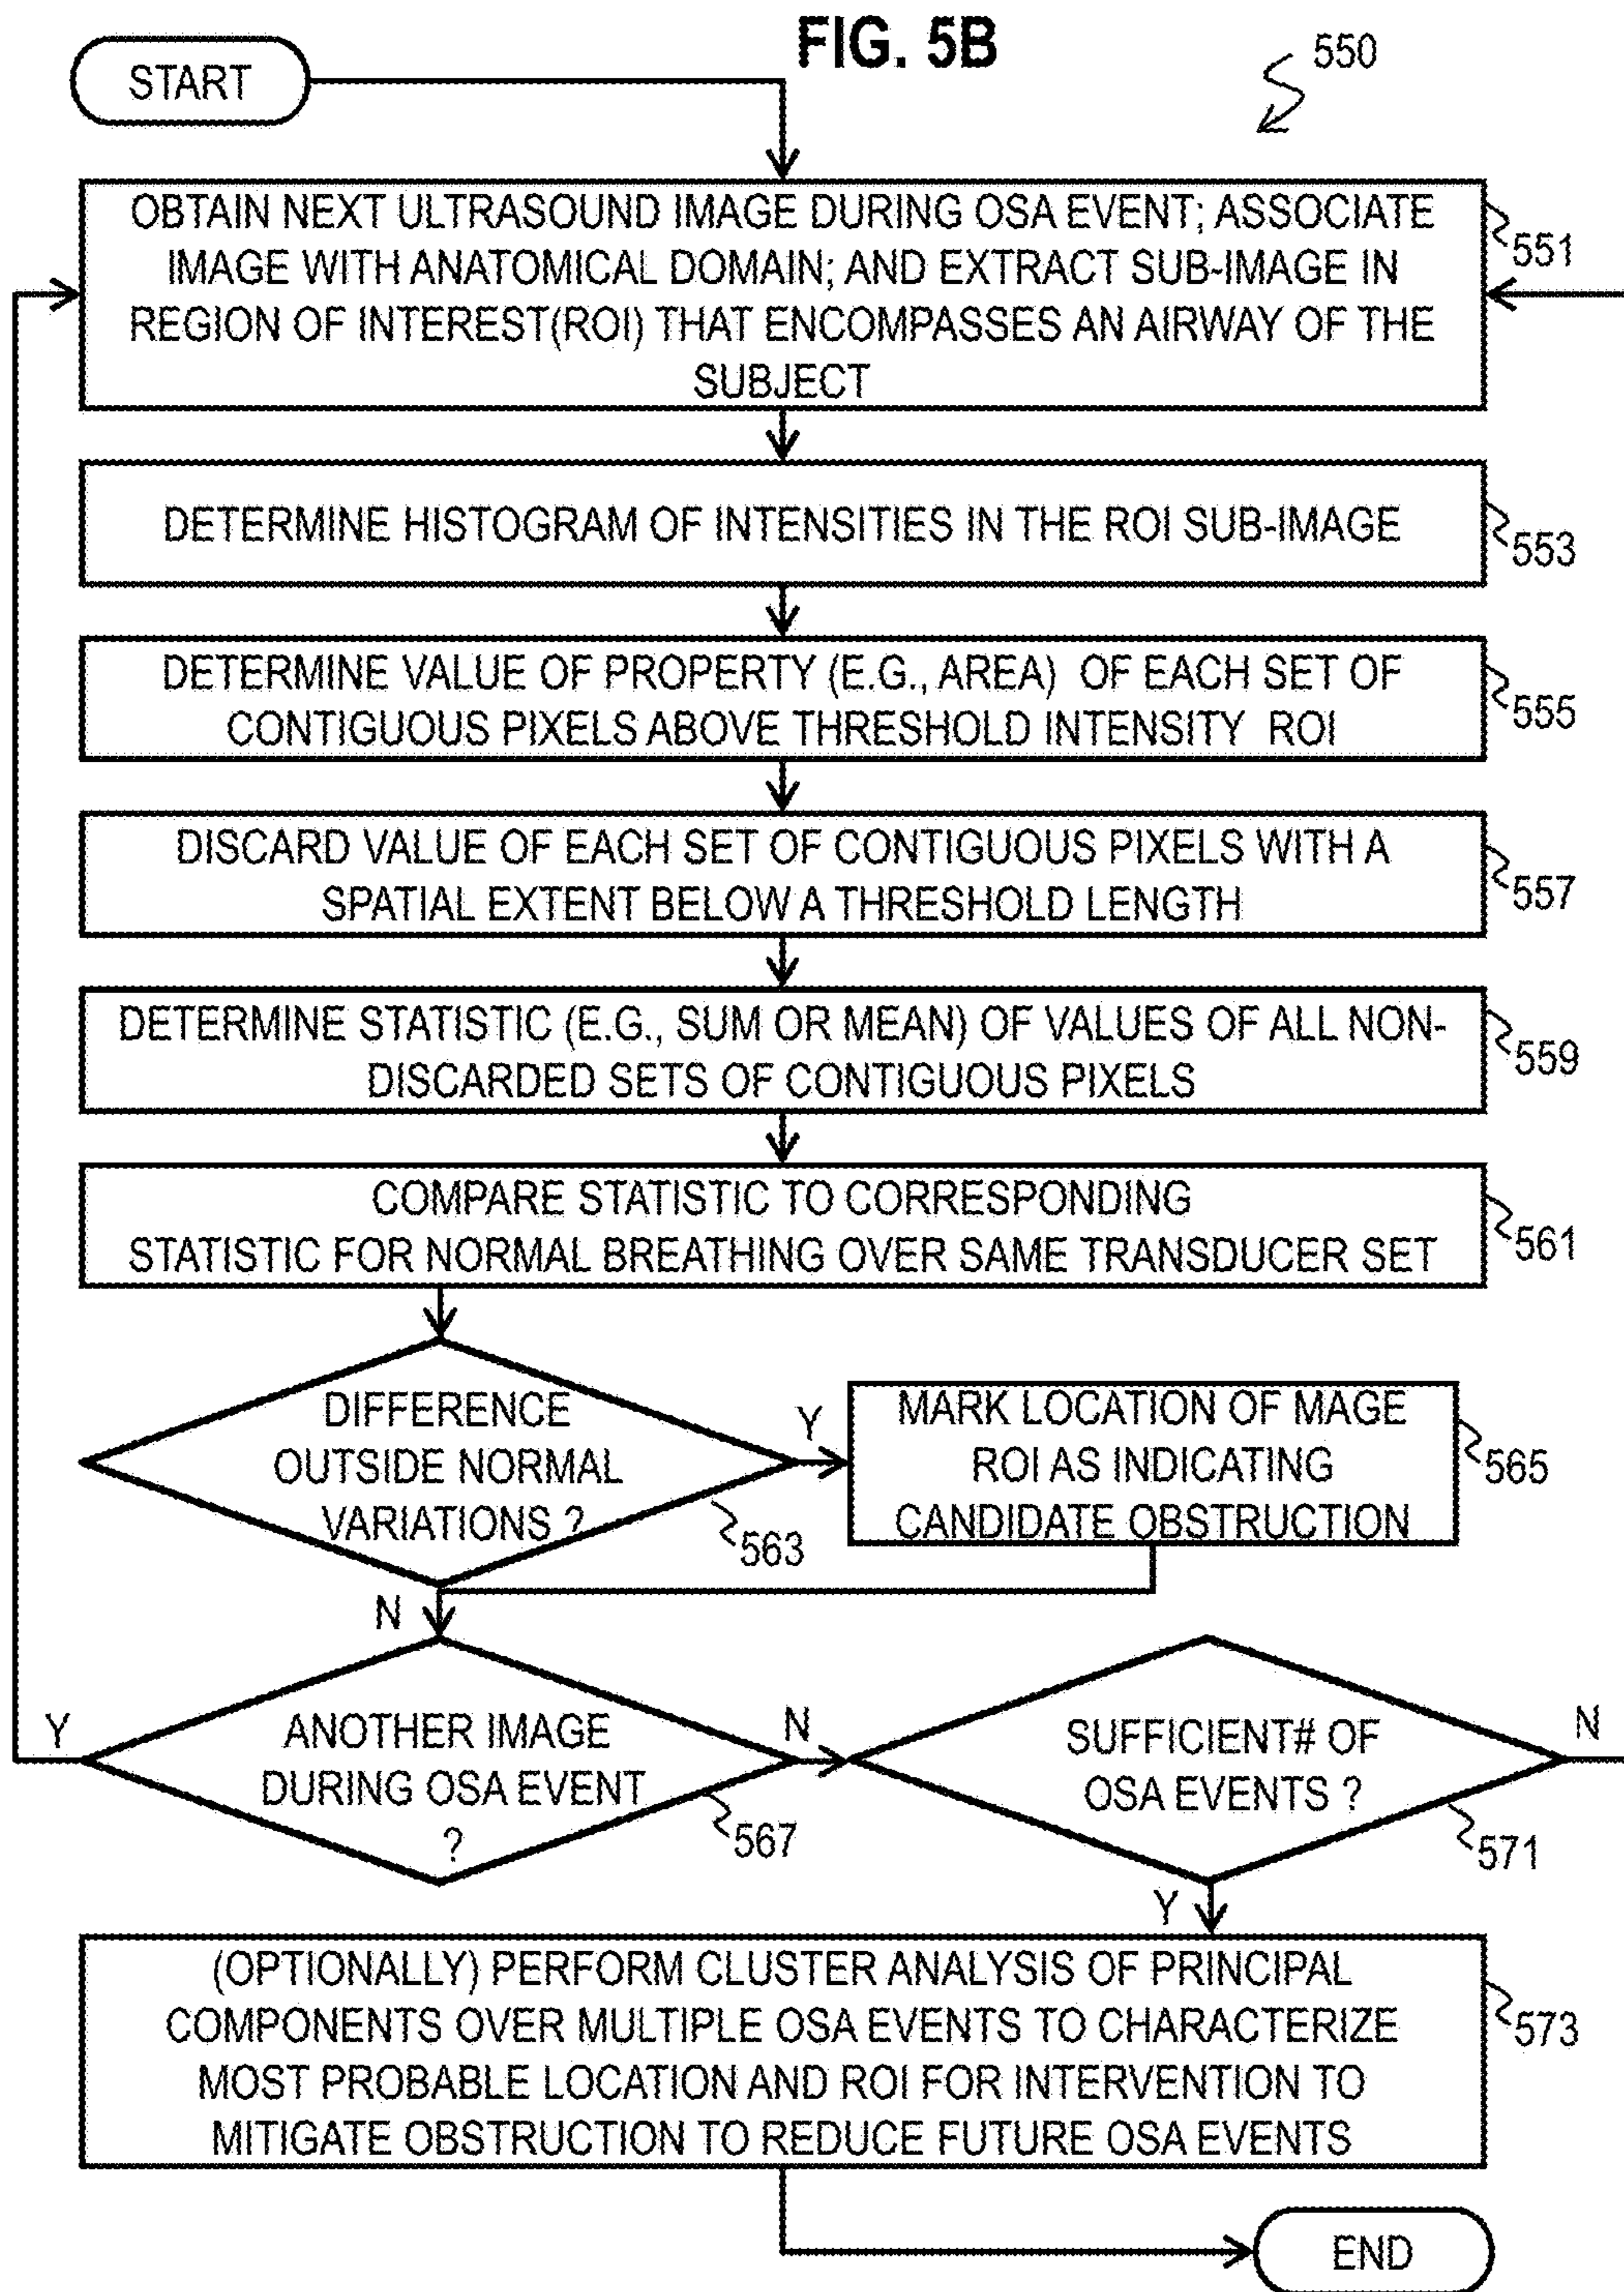 FIG. 5B
550
START
OBTAIN NEXT ULTRASOUND IMAGE DURING OSA EVENT; ASSOCIATE
IMAGE WITH ANATOMICAL DOMAIN; AND EXTRACT SUB-IMAGE IN
REGION OF INTEREST(ROI) THAT ENCOMPASSES AN AIRWAY OF THE
SUBJECT
551
DETERMINE HISTOGRAM OF INTENSITIES IN THE ROI SUB-IMAGE
553
DETERMINE VALUE OF PROPERTY (E.G., AREA) OF EACH SET OF
CONTIGUOUS PIXELS ABOVE THRESHOLD INTENSITY ROI
555
DISCARD VALUE OF EACH SET OF CONTIGUOUS PIXELS WITH A
SPATIAL EXTENT BELOW A THRESHOLD LENGTH
557
DETERMINE STATISTIC (E.G., SUM OR MEAN) OF VALUES OF ALL NON-
DISCARDED SETS OF CONTIGUOUS PIXELS
559
COMPARE STATISTIC TO CORRESPONDING
STATISTIC FOR NORMAL BREATHING OVER SAME TRANSDUCER SET
561
DIFFERENCE
OUTSIDE NORMAL
VARIATIONS ?
563
Y
MARK LOCATION OF MAGE
ROI AS INDICATING
CANDIDATE OBSTRUCTION
565
N
Y
ANOTHER IMAGE
DURING OSA EVENT
?
567
N
SUFFICIENT# OF
OSA EVENTS ?
571
N
Y
(OPTIONALLY) PERFORM CLUSTER ANALYSIS OF PRINCIPAL
COMPONENTS OVER MULTIPLE OSA EVENTS TO CHARACTERIZE
MOST PROBABLE LOCATION AND ROI FOR INTERVENTION TO
MITIGATE OBSTRUCTION TO REDUCE FUTURE OSA EVENTS
573
END